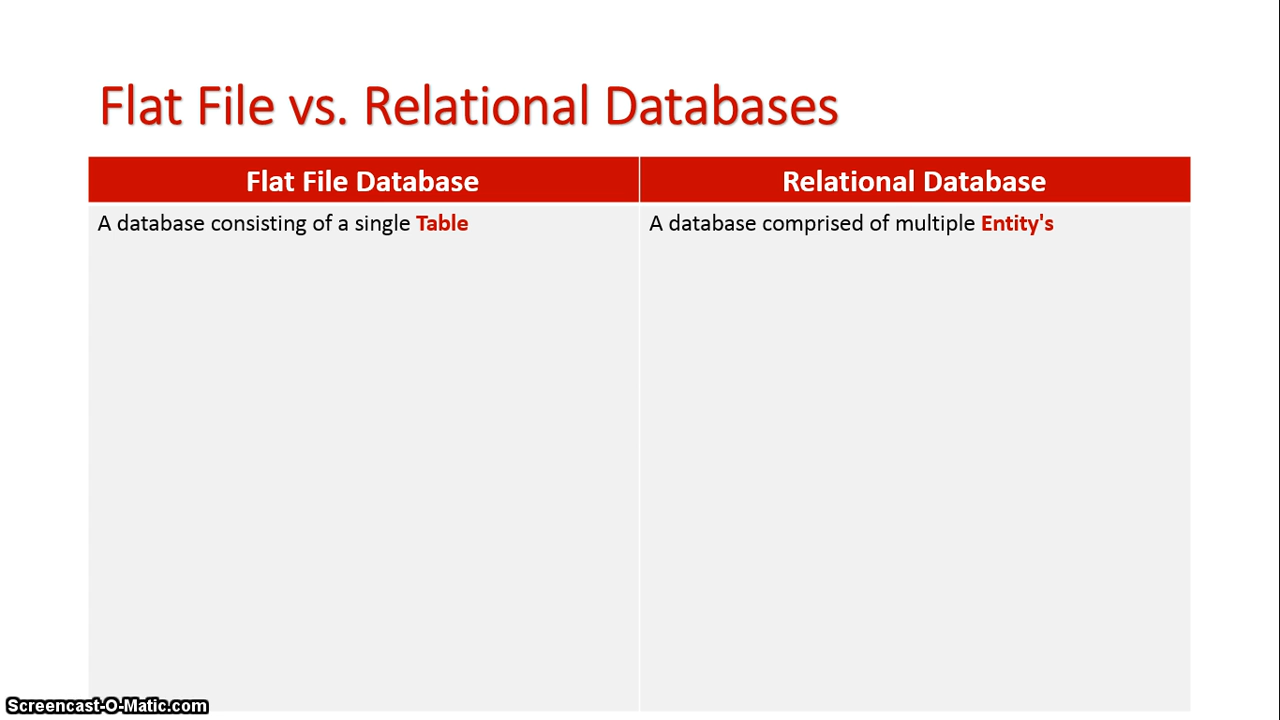 Flat File vs. Relational Databases
Flat File Database
Relational Database
A database consisting of a single Table
A database comprised of multiple Entity's
Screencast-O-Matic.com